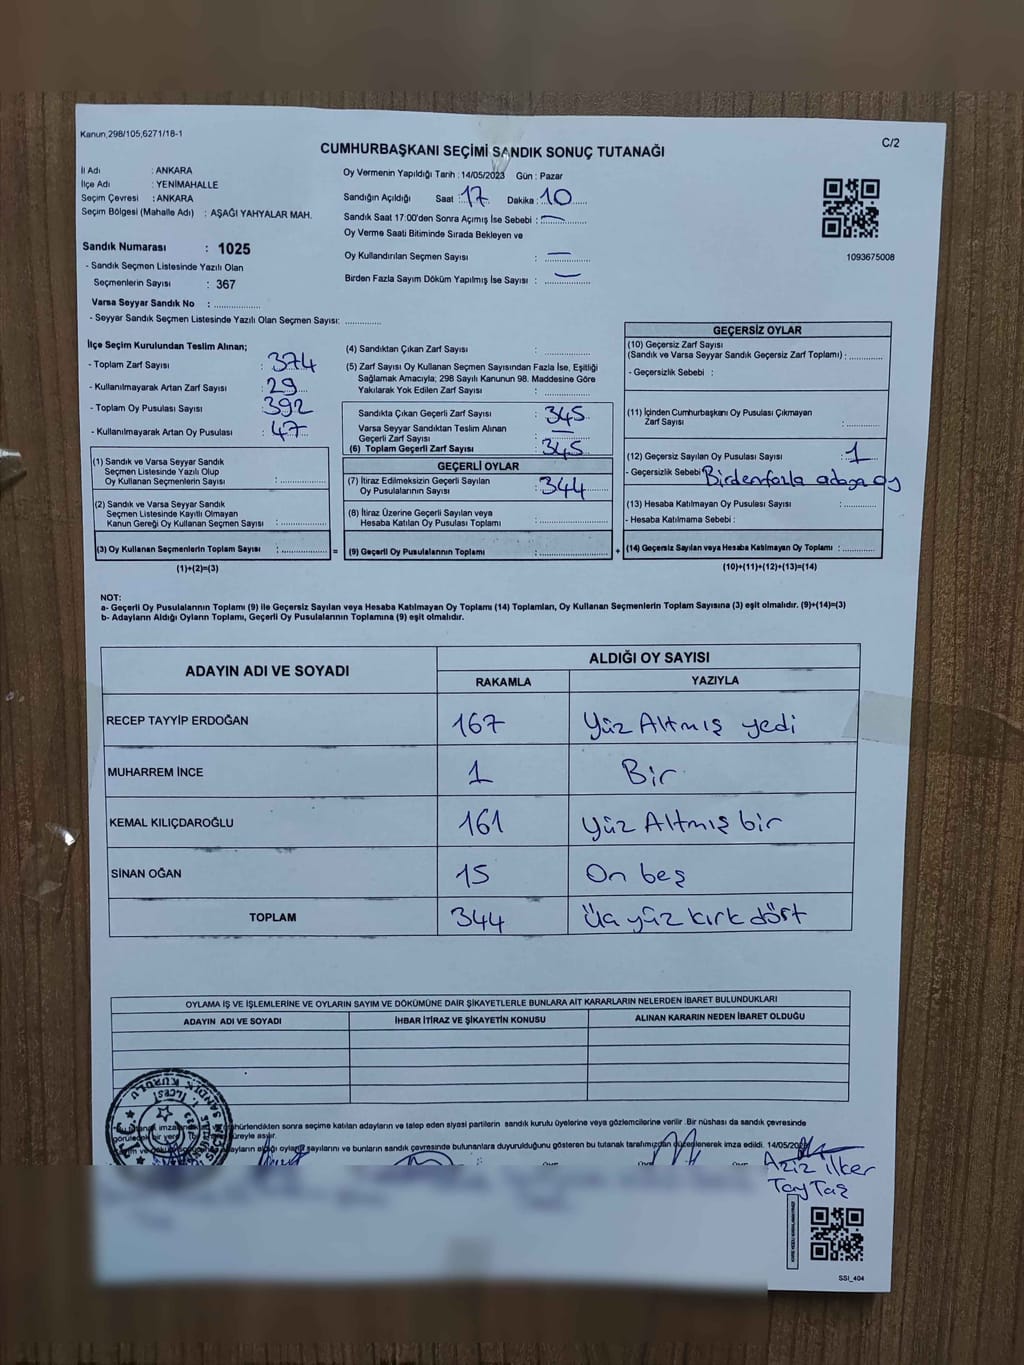 Kanun,298/105,6271/18-1
C/2
CUMHURBAŞKANI SEÇİMİ SANDIK SONUÇ TUTANAĞI
İl Adı : ANKARA
İlçe Adı : YENİMAHALLE
Seçim Çevresi : ANKARA
Seçim Bölgesi (Mahalle Adı) : AŞAĞI YAHYALAR MAH.
Sandık Numarası : 1025
- Sandık Seçmen Listesinde Yazılı Olan
Seçmenlerin Sayısı : 367
Varsa Seyyar Sandık No : ..............
- Seyyar Sandık Seçmen Listesinde Yazılı Olan Seçmen Sayısı: ............
Oy Vermenin Yapıldığı Tarih : 14/05/2023 Gün : Pazar
Sandığın Açıldığı Saat : 17 Dakika : 10
Sandık Saat 17:00'den Sonra Açımış İse Sebebi : —
Oy Verme Saati Bitiminde Sırada Bekleyen ve
Oy Kullandırılan Seçmen Sayısı : —
Birden Fazla Sayım Döküm Yapılmış İse Sayısı : —
1093675008
İlçe Seçim Kurulundan Teslim Alınan;
- Toplam Zarf Sayısı : 374
- Kullanılmayarak Artan Zarf Sayısı : 29
- Toplam Oy Pusulası Sayısı : 392
- Kullanılmayarak Artan Oy Pusulası : 47
(1) Sandık ve Varsa Seyyar Sandık
Seçmen Listesinde Yazılı Olup
Oy Kullanan Seçmenlerin Sayısı : ..............
(2) Sandık ve Varsa Seyyar Sandık
Seçmen Listesinde Kayıtlı Olmayan
Kanun Gereği Oy Kullanan Seçmen Sayısı : ..............
(3) Oy Kullanan Seçmenlerin Toplam Sayısı : .............. =
(1)+(2)=(3)
(4) Sandıktan Çıkan Zarf Sayısı : ..............
(5) Zarf Sayısı Oy Kullanan Seçmen Sayısından Fazla İse, Eşitliği
Sağlamak Amacıyla; 298 Sayılı Kanunun 98. Maddesine Göre
Yakılarak Yok Edilen Zarf Sayısı : ..............
Sandıkta Çıkan Geçerli Zarf Sayısı : 345
Varsa Seyyar Sandıktan Teslim Alınan
Geçerli Zarf Sayısı : —
(6) Toplam Geçerli Zarf Sayısı : 345
GEÇERLİ OYLAR
(7) İtiraz Edilmeksizin Geçerli Sayılan
Oy Pusulalarının Sayısı : 344
(8) İtiraz Üzerine Geçerli Sayılan veya
Hesaba Katılan Oy Pusulası Toplamı : ..............
(9) Geçerli Oy Pusulalarının Toplamı : .............. +
GEÇERSİZ OYLAR
(10) Geçersiz Zarf Sayısı
(Sandık ve Varsa Seyyar Sandık Geçersiz Zarf Toplamı) : ...........
- Geçersizlik Sebebi :
(11) İçinden Cumhurbaşkanı Oy Pusulası Çıkmayan
Zarf Sayısı : ...........
(12) Geçersiz Sayılan Oy Pusulası Sayısı : 1
- Geçersizlik Sebebi Birden fazla adaya oy
(13) Hesaba Katılmayan Oy Pusulası Sayısı : ...........
- Hesaba Katılmama Sebebi :
(14) Geçersiz Sayılan veya Hesaba Katılmayan Oy Toplamı : ...........
(10)+(11)+(12)+(13)=(14)
NOT:
a- Geçerli Oy Pusulalarının Toplamı (9) ile Geçersiz Sayılan veya Hesaba Katılmayan Oy Toplamı (14) Toplamları, Oy Kullanan Seçmenlerin Toplam Sayısına (3) eşit olmalıdır. (9)+(14)=(3)
b- Adayların Aldığı Oyların Toplamı, Geçerli Oy Pusulalarının Toplamına (9) eşit olmalıdır.
ADAYIN ADI VE SOYADI ALDIĞI OY SAYISI
RAKAMLA YAZIYLA
RECEP TAYYİP ERDOĞAN 167 Yüz Altmış yedi
MUHARREM İNCE 1 Bir
KEMAL KILIÇDAROĞLU 161 Yüz Altmış bir
SİNAN OĞAN 15 On beş
TOPLAM 344 Üç yüz kırk dört
OYLAMA İŞ VE İŞLEMLERİNE VE OYLARIN SAYIM VE DÖKÜMÜNE DAİR ŞİKAYETLERLE BUNLARA AİT KARARLARIN NELERDEN İBARET BULUNDUKLARI
ADAYIN ADI VE SOYADI İHBAR İTİRAZ VE ŞİKAYETİN KONUSU ALINAN KARARIN NEDEN İBARET OLDUĞU
SANDIK KURULU
sonra seçime katılan adayların ve talep eden siyasi partilerin sandık kurulu üyelerine veya gözlemcilerine verilir. Bir nüshası da sandık çevresinde
aldığı oy sayılarını ve bunların sandık çevresinde bulunanlara duyurulduğunu gösteren bu tutanak tarafımızdan düzenlenerek imza edildi. 14/05/2023
Aziz ilker
Tay Taş
SSİ_404